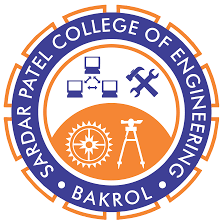 SARDAR PATEL COLLEGE OF ENGINEERING
• BAKROL •